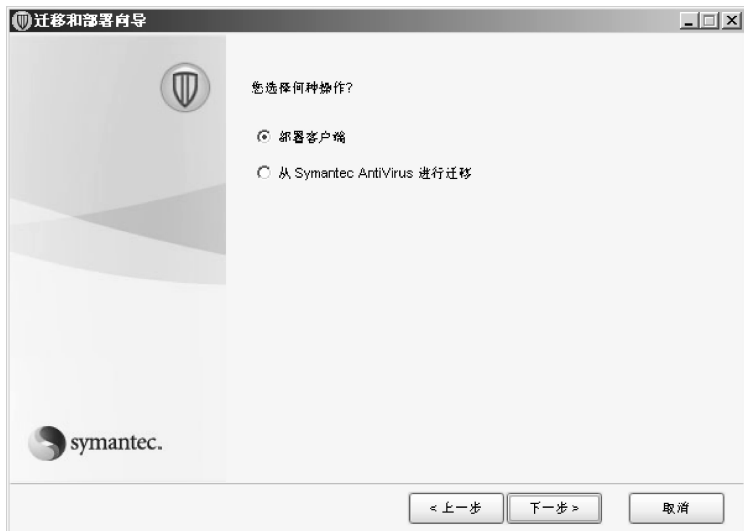 迁移和部署向导
您选择何种操作?
部署客户端
从 Symantec AntiVirus 进行迁移
symantec.
< 上一步
下一步 >
取消